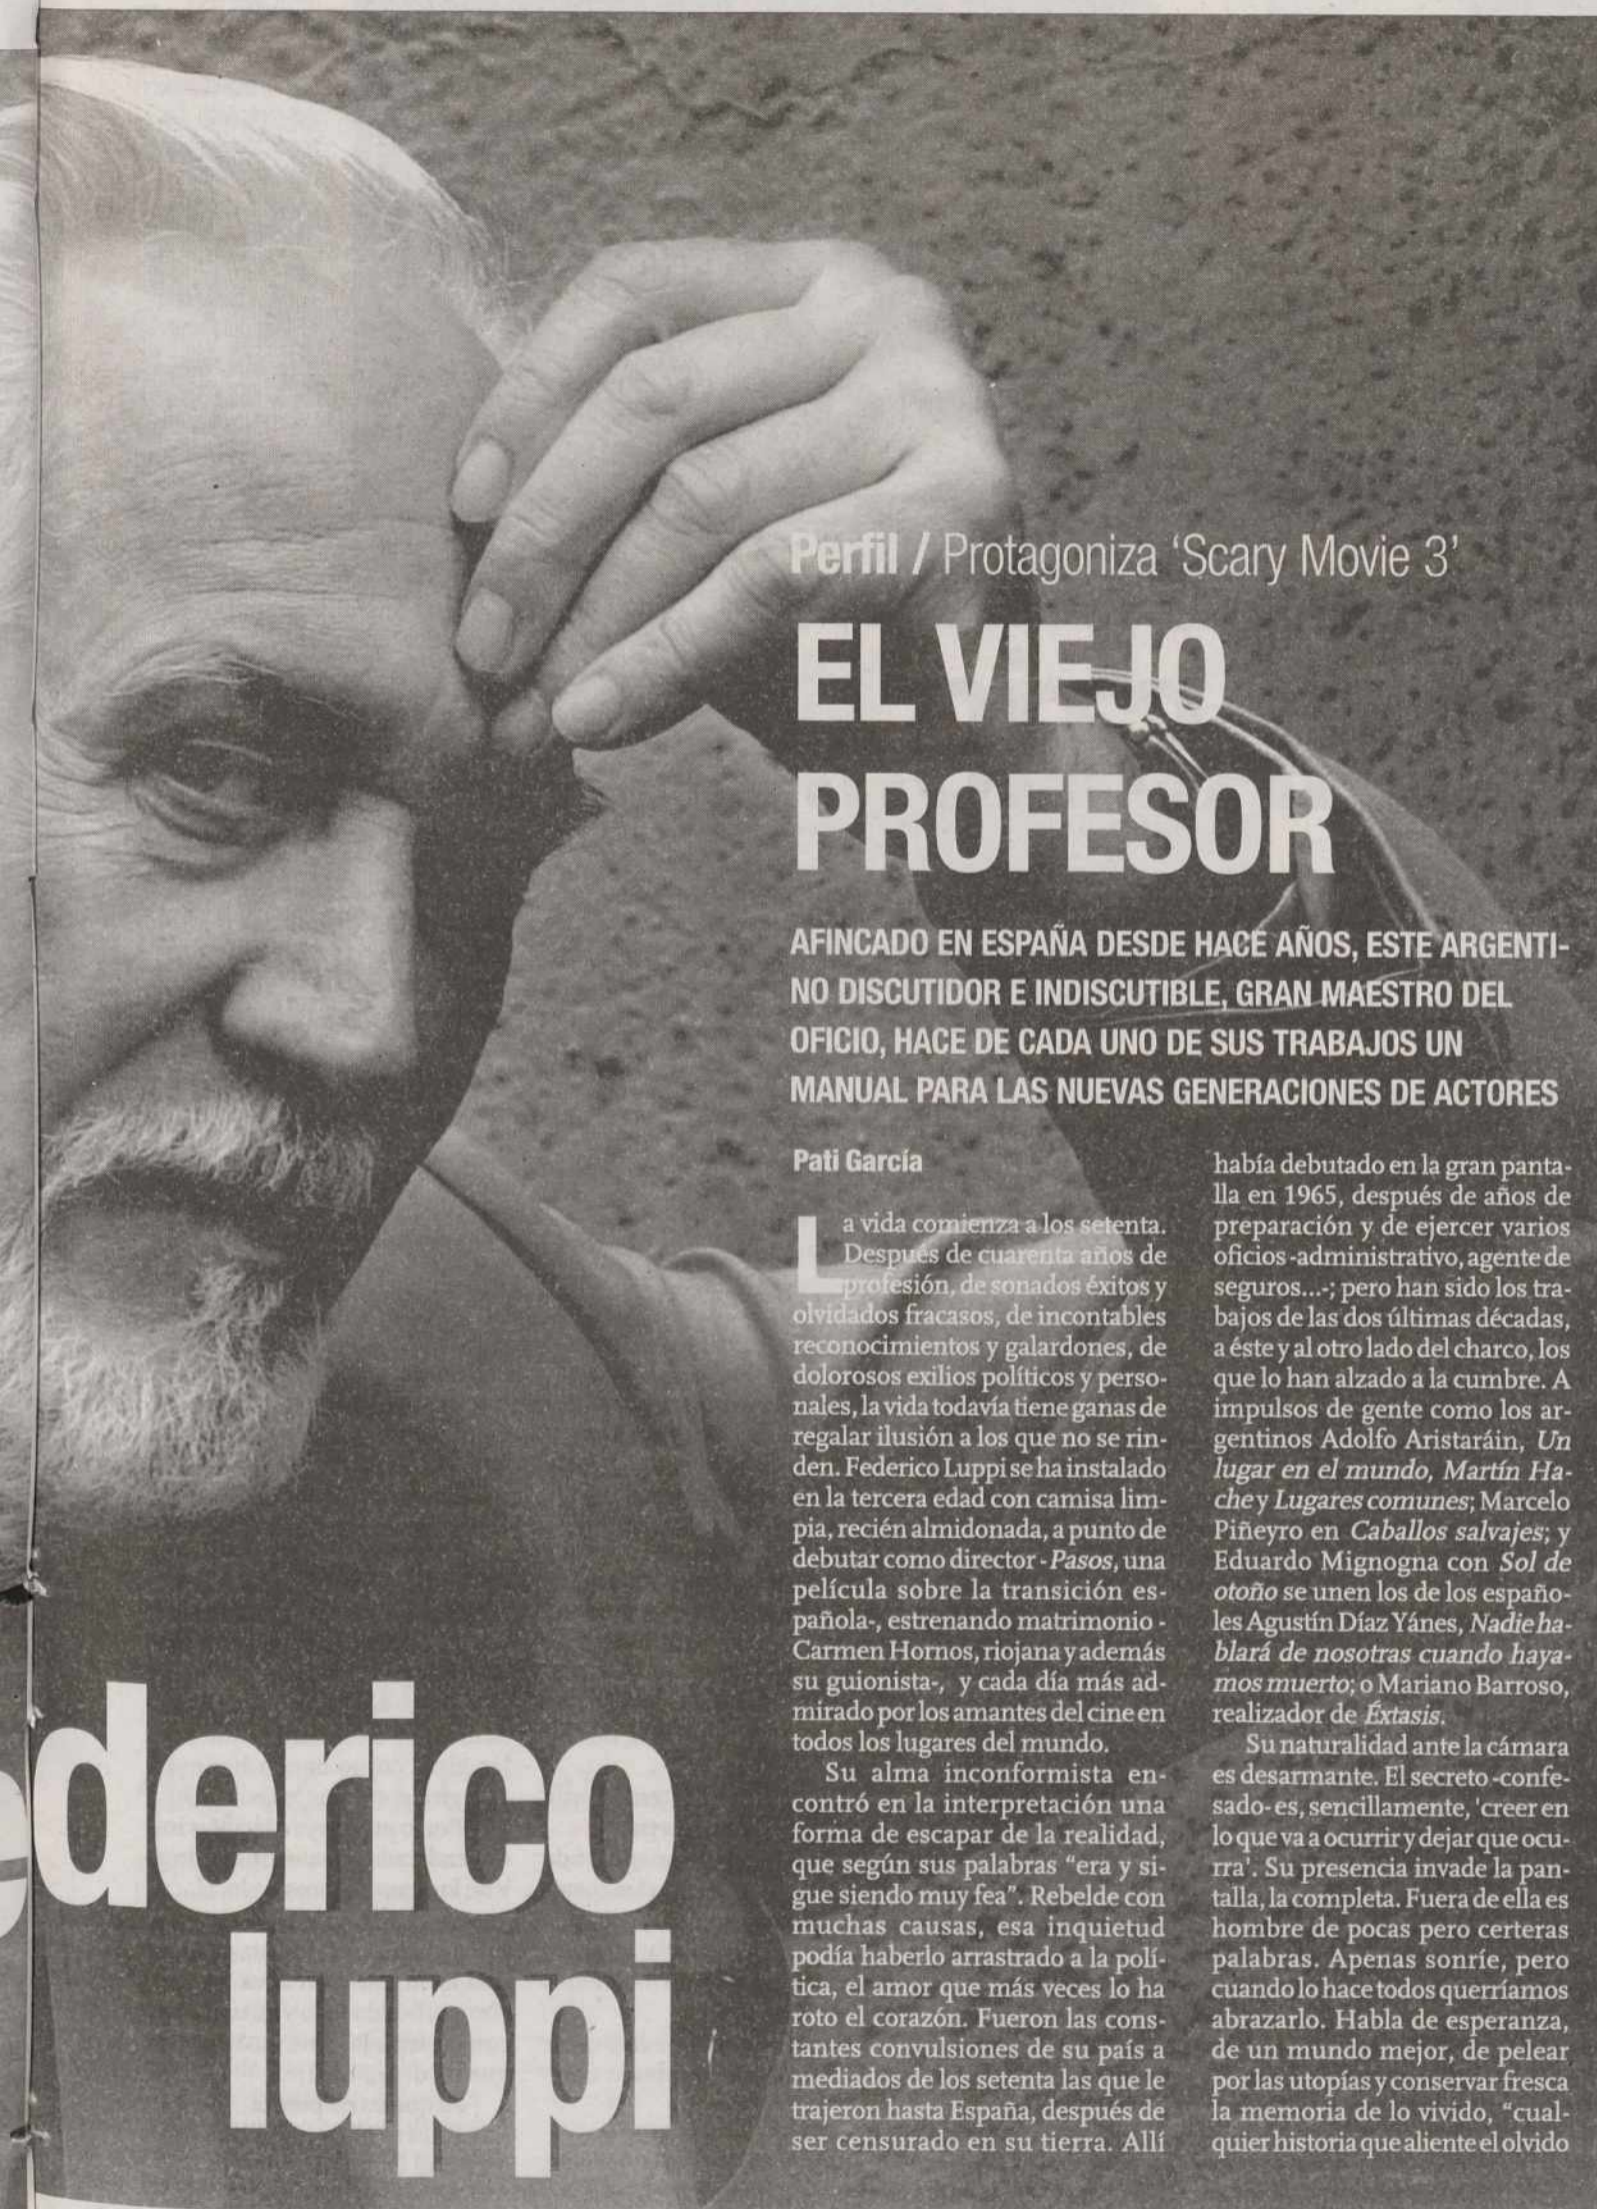 Perfil / Protagoniza ‘Scary Movie 3’
EL VIEJO
PROFESOR
AFINCADO EN ESPAÑA DESDE HACE AÑOS, ESTE ARGENTI-
NO DISCUTIDOR E INDISCUTIBLE, GRAN MAESTRO DEL
OFICIO, HACE DE CADA UNO DE SUS TRABAJOS UN
MANUAL PARA LAS NUEVAS GENERACIONES DE ACTORES
Pati García
La vida comienza a los setenta.
Después de cuarenta años de
profesión, de sonados éxitos y
olvidados fracasos, de incontables
reconocimientos y galardones, de
dolorosos exilios políticos y perso-
nales, la vida todavía tiene ganas de
regalar ilusión a los que no se rin-
den. Federico Luppi se ha instalado
en la tercera edad con camisa lim-
pia, recién almidonada, a punto de
debutar como director -Pasos, una
película sobre la transición es-
pañola-, estrenando matrimonio -
Carmen Hornos, riojana y además
su guionista-, y cada día más ad-
mirado por los amantes del cine en
todos los lugares del mundo.
Su alma inconformista en-
contró en la interpretación una
forma de escapar de la realidad,
que según sus palabras “era y si-
gue siendo muy fea”. Rebelde con
muchas causas, esa inquietud
podía haberlo arrastrado a la polí-
tica, el amor que más veces lo ha
roto el corazón. Fueron las cons-
tantes convulsiones de su país a
mediados de los setenta las que le
trajeron hasta España, después de
ser censurado en su tierra. Allí
había debutado en la gran panta-
lla en 1965, después de años de
preparación y de ejercer varios
oficios -administrativo, agente de
seguros...-; pero han sido los tra-
bajos de las dos últimas décadas,
a éste y al otro lado del charco, los
que lo han alzado a la cumbre. A
impulsos de gente como los ar-
gentinos Adolfo Aristaráin, Un
lugar en el mundo, Martín Ha-
che y Lugares comunes; Marcelo
Piñeyro en Caballos salvajes; y
Eduardo Mignogna con Sol de
otoño se unen los de los españo-
les Agustín Díaz Yánes, Nadie ha-
blará de nosotras cuando haya-
mos muerto; o Mariano Barroso,
realizador de Éxtasis.
Su naturalidad ante la cámara
es desarmante. El secreto -confe-
sado- es, sencillamente, 'creer en
lo que va a ocurrir y dejar que ocu-
rra'. Su presencia invade la pan-
talla, la completa. Fuera de ella es
hombre de pocas pero certeras
palabras. Apenas sonríe, pero
cuando lo hace todos querríamos
abrazarlo. Habla de esperanza,
de un mundo mejor, de pelear
por las utopías y conservar fresca
la memoria de lo vivido, “cual-
quier historia que aliente el olvido
ederico
luppi